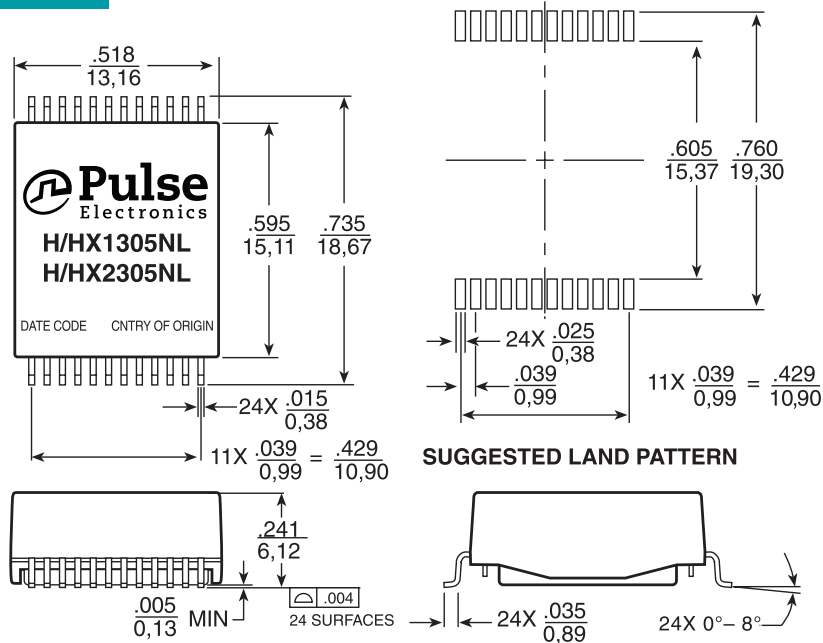 .518
13,16
Pulse
Electronics
H/HX1305NL
H/HX2305NL
DATE CODE CNTRY OF ORIGIN
.595
15,11
.735
18,67
24X .015
0,38
11X .039 = .429
0,99 10,90
.605
15,37
.760
19,30
24X .025
0,38
.039
0,99
11X .039 = .429
0,99 10,90
SUGGESTED LAND PATTERN
.241
6,12
.005 MIN
0,13
.004
24 SURFACES
24X .035
0,89
24X 0°– 8°